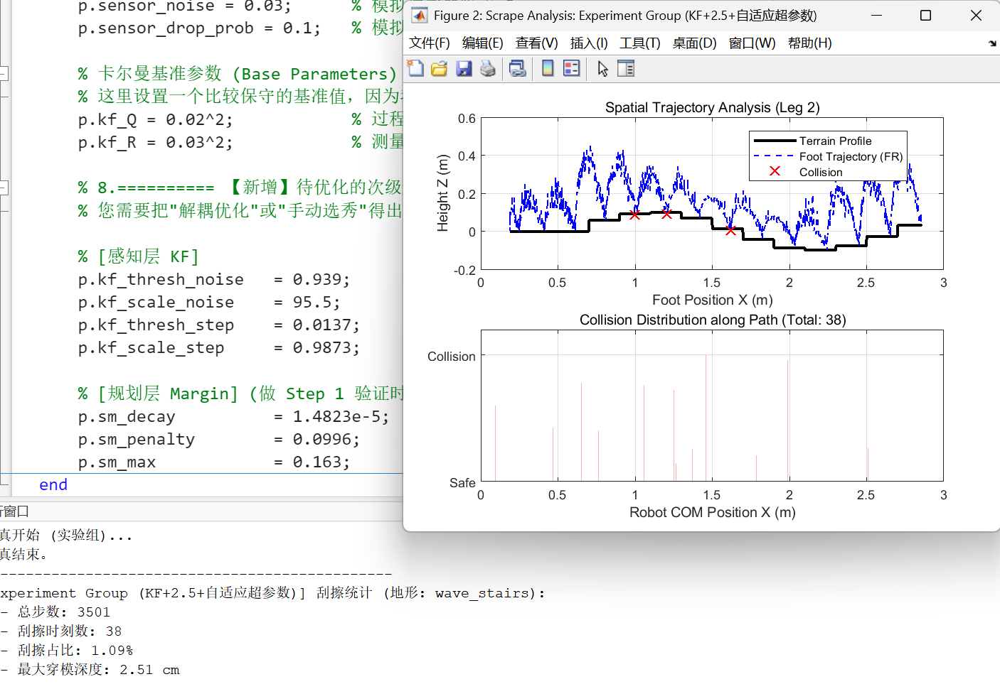 p.sensor_noise = 0.03; % 模拟
p.sensor_drop_prob = 0.1; % 模拟
% 卡尔曼基准参数 (Base Parameters)
% 这里设置一个比较保守的基准值，因为
p.kf_Q = 0.02^2; % 过程
p.kf_R = 0.03^2; % 测量
% 8.========== 【新增】待优化的次级
% 您需要把"解耦优化"或"手动选秀"得出
% [感知层 KF]
p.kf_thresh_noise = 0.939;
p.kf_scale_noise = 95.5;
p.kf_thresh_step = 0.0137;
p.kf_scale_step = 0.9873;
% [规划层 Margin] (做 Step 1 验证时
p.sm_decay = 1.4823e-5;
p.sm_penalty = 0.0996;
p.sm_max = 0.163;
end
Figure 2: Scrape Analysis: Experiment Group (KF+2.5+自适应超参数)
文件(F) 编辑(E) 查看(V) 插入(I) 工具(T) 桌面(D) 窗口(W) 帮助(H)
Spatial Trajectory Analysis (Leg 2)
Height Z (m)
0.6
0.4
0.2
0
-0.2
Terrain Profile
Foot Trajectory (FR)
Collision
0 0.5 1 1.5 2 2.5 3
Foot Position X (m)
Collision Distribution along Path (Total: 38)
Collision
Safe
0 0.5 1 1.5 2 2.5 3
Robot COM Position X (m)
窗口
真开始 (实验组)...
真结束。
----------------------------------------------
xperiment Group (KF+2.5+自适应超参数)] 刮擦统计 (地形: wave_stairs):
- 总步数: 3501
- 刮擦时刻数: 38
- 刮擦占比: 1.09%
- 最大穿模深度: 2.51 cm